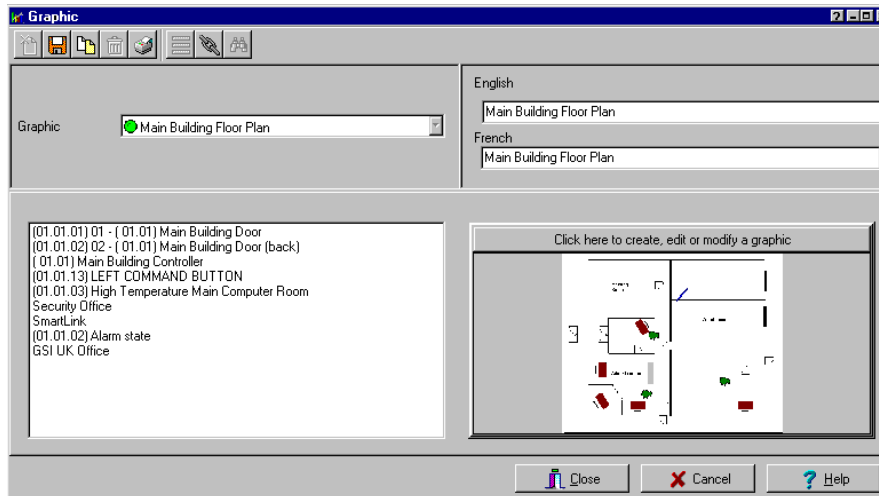 Graphic
English
Graphic
Main Building Floor Plan
Main Building Floor Plan
French
Main Building Floor Plan
(01.01.01) 01 - ( 01.01) Main Building Door
(01.01.02) 02 - ( 01.01) Main Building Door (back)
( 01.01) Main Building Controller
(01.01.13) LEFT COMMAND BUTTON
(01.01.03) High Temperature Main Computer Room
Security Office
SmartLink
(01.01.02) Alarm state
GSI UK Office
Click here to create, edit or modify a graphic
Close
Cancel
? Help